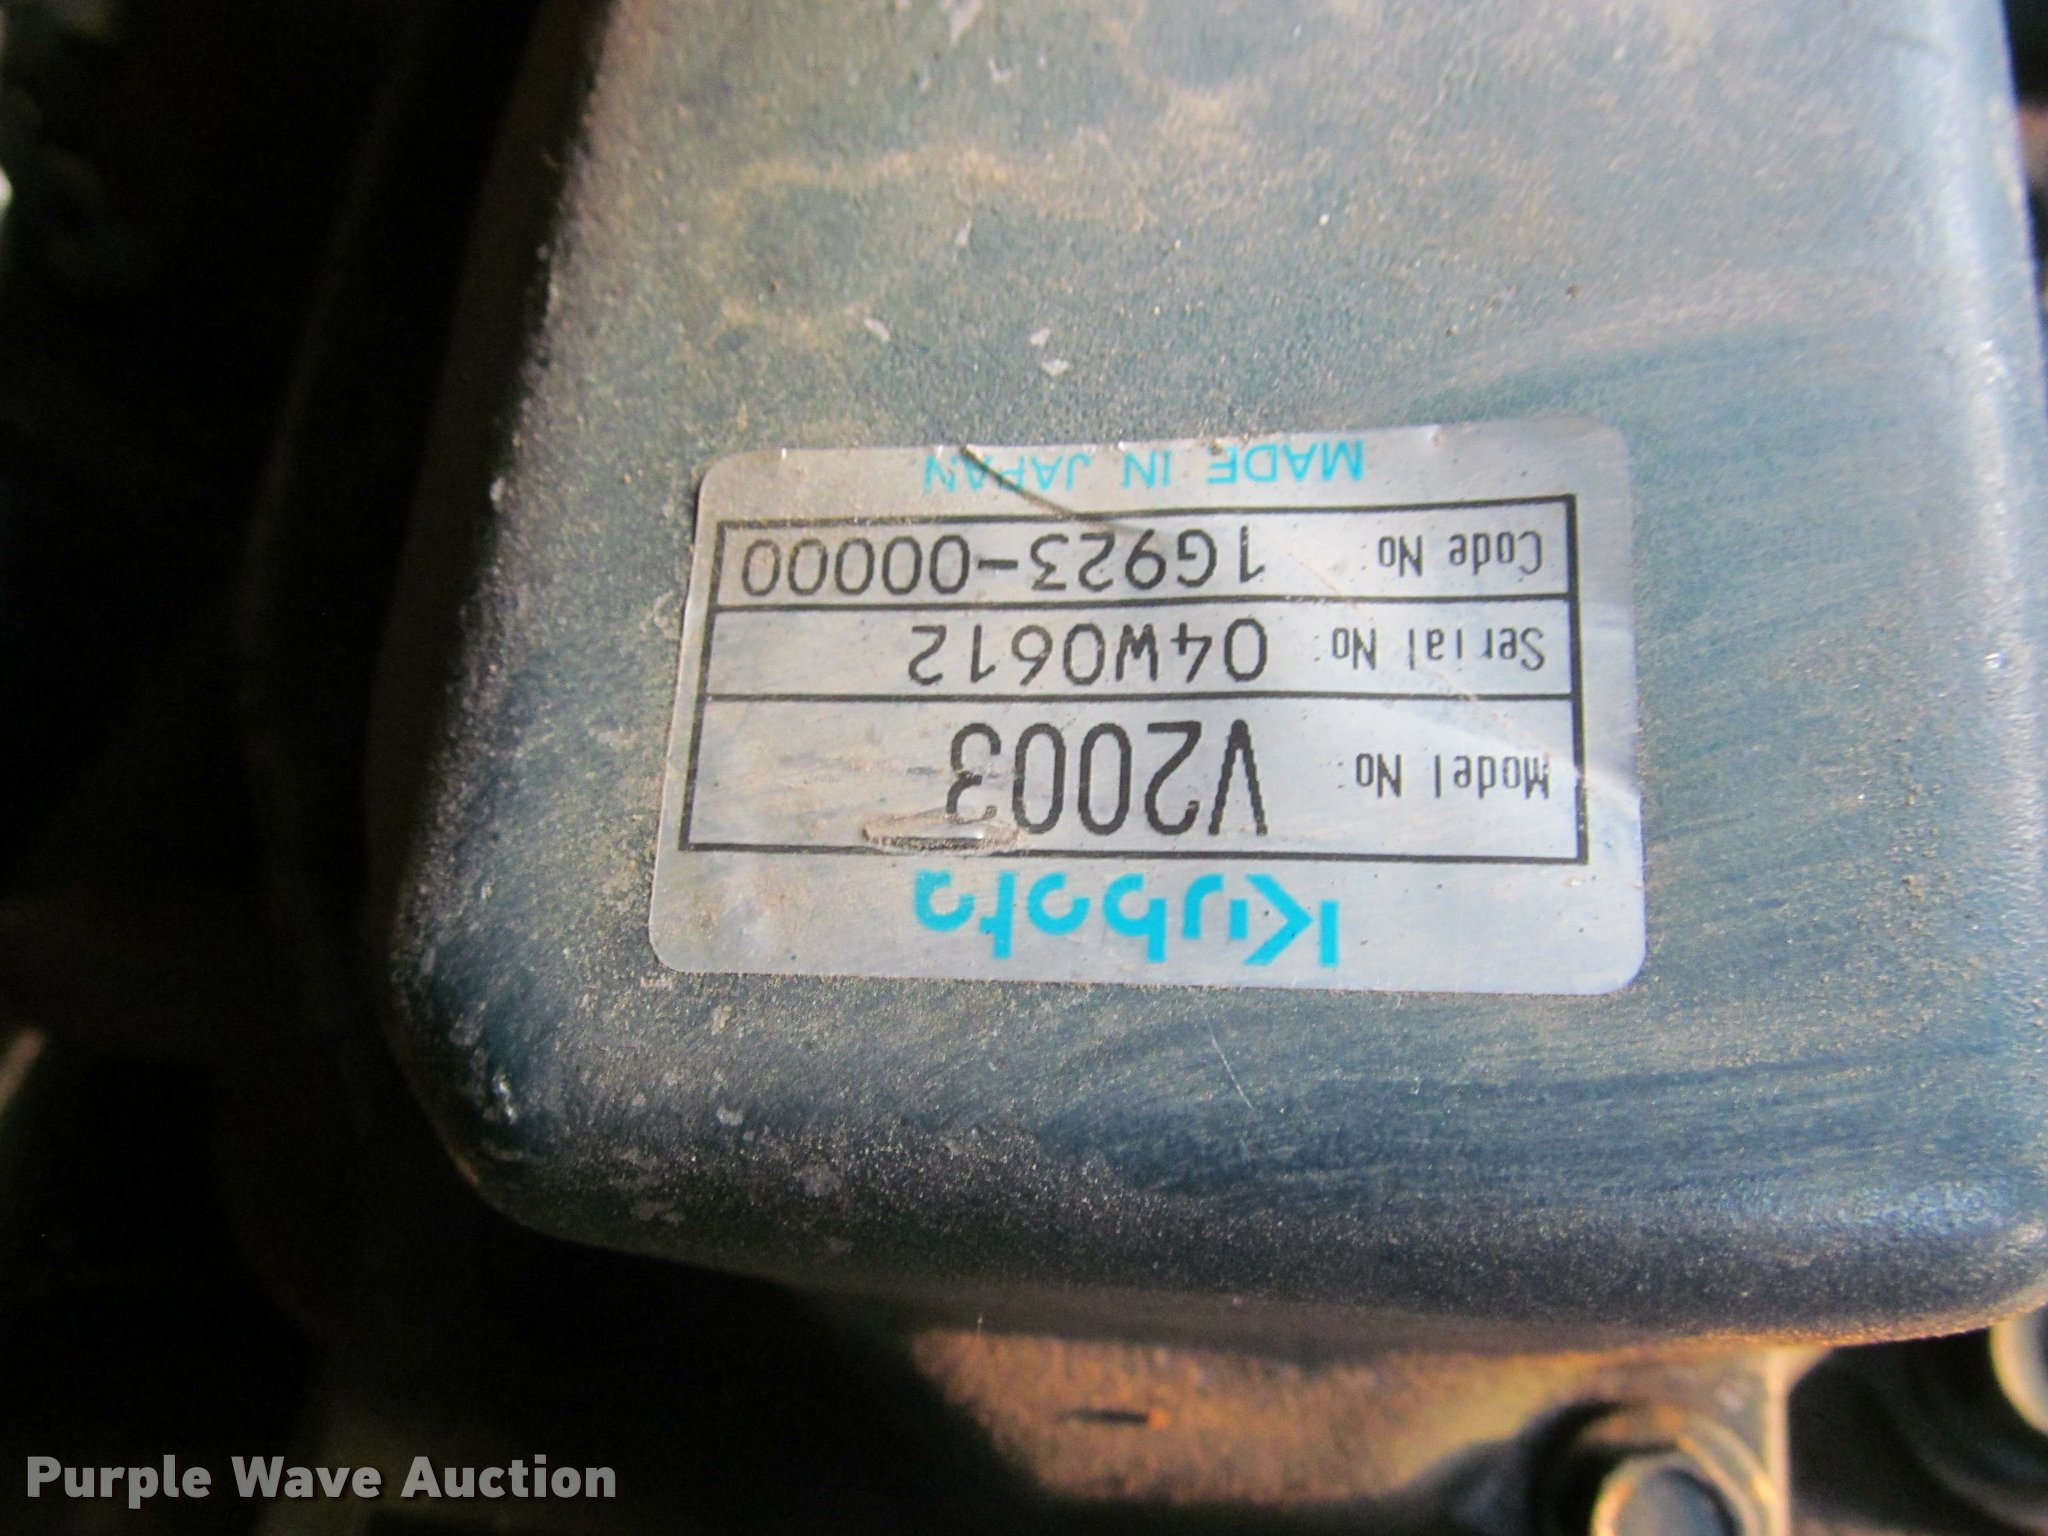 Kubota
Model No. V2003
Serial No. 04W0612
Code No. 1G923-00000
MADE IN JAPAN
Purple Wave Auction